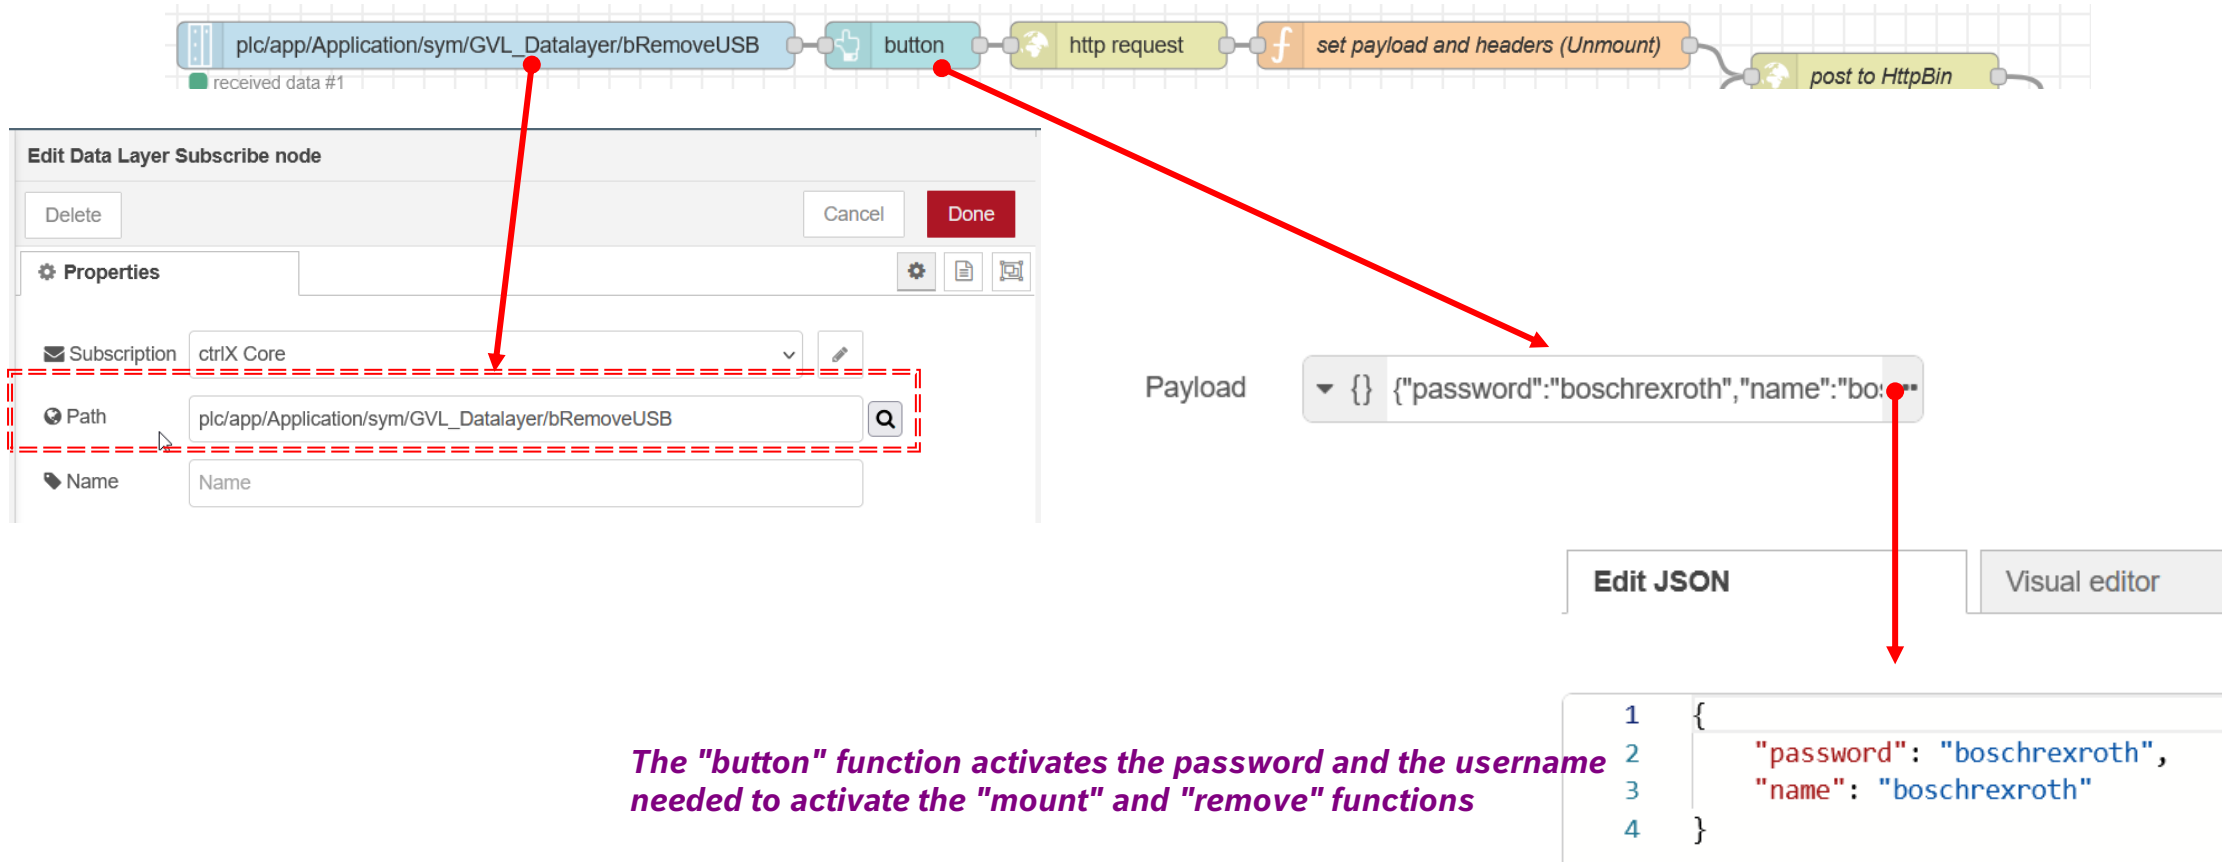 plc/app/Application/sym/GVL_Datalayer/bRemoveUSB
button
http request
set payload and headers (Unmount)
post to HttpBin
received data #1
Edit Data Layer Subscribe node
Delete
Cancel
Done
Properties
Subscription
ctrlX Core
Path
plc/app/Application/sym/GVL_Datalayer/bRemoveUSB
Name
Name
Payload
{} {"password":"boschrexroth","name":"bos
Edit JSON
Visual editor
1 {
2 "password": "boschrexroth",
3 "name": "boschrexroth"
4 }
The "button" function activates the password and the username
needed to activate the "mount" and "remove" functions